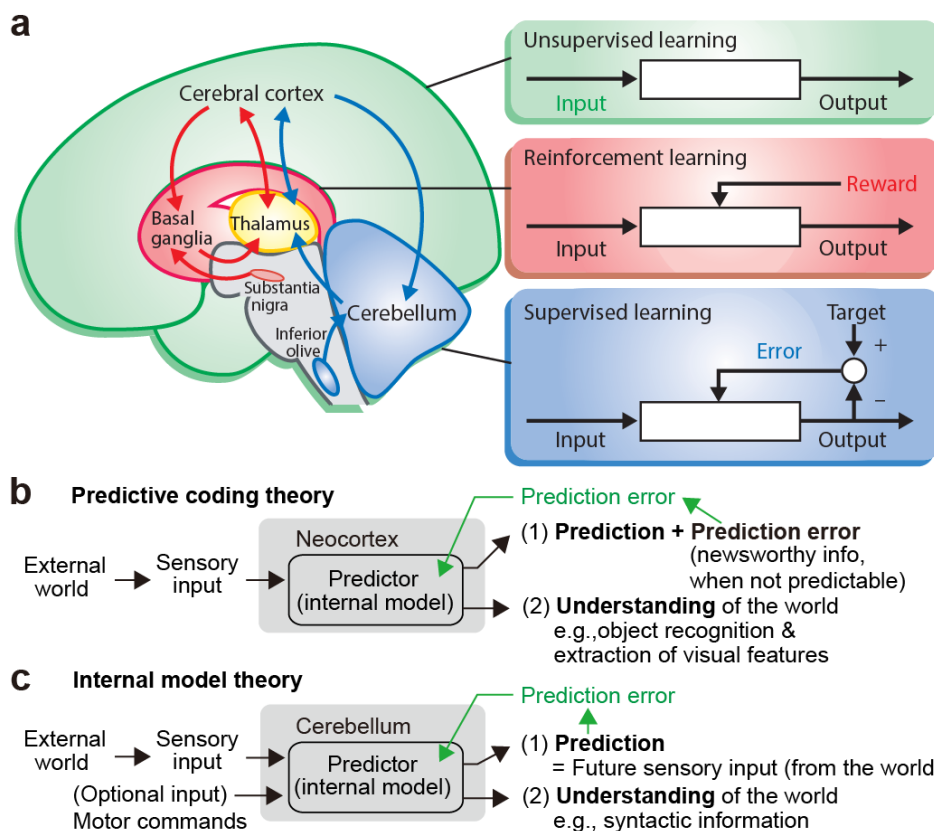 a
Unsupervised learning
Input
Output
Cerebral cortex
Reinforcement learning
Reward
Input
Output
Basal
ganglia
Thalamus
Substantia
nigra
Inferior
olive
Cerebellum
Supervised learning
Target
+
Error
−
Input
Output
b
Predictive coding theory
Prediction error
External
world
Sensory
input
Neocortex
Predictor
(internal model)
(1) Prediction + Prediction error
(newsworthy info,
when not predictable)
(2) Understanding of the world
e.g.,object recognition &
extraction of visual features
c
Internal model theory
Prediction error
External
world
Sensory
input
(Optional input)
Motor commands
Cerebellum
Predictor
(internal model)
(1) Prediction
= Future sensory input (from the world
(2) Understanding of the world
e.g., syntactic information